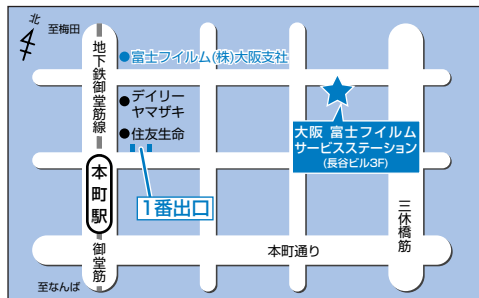 北
至梅田
地下鉄御堂筋線
●富士フイルム(株)大阪支社
●デイリー
ヤマザキ
●住友生命
大阪 富士フイルム
サービスステーション
(長谷ビル3F)
本町駅
1番出口
三休橋筋
御堂筋
本町通り
至なんば